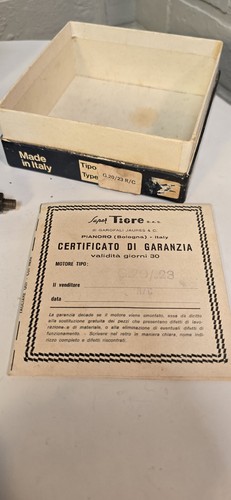 Made
in Italy
Tipo
Type G.20/23 R/C
Super Tigre s.a.s.
di GAROFALI JAURES & C.
PIANORO (Bologna) - Italy
CERTIFICATO DI GARANZIA
validità giorni 30
MOTORE TIPO:
R/C
il venditore
data
La garanzia decade se il motore viene smontato, essa dà diritto
alla sostituzione gratuita dei pezzi che presentano difetti di lavo-
razione o di materiale, o alla eliminazione di eventuali difetti di
funzionamento. - Scrivere nel retro in maniera chiara, nome indi-
rizzo completo e difetti riscontrati.